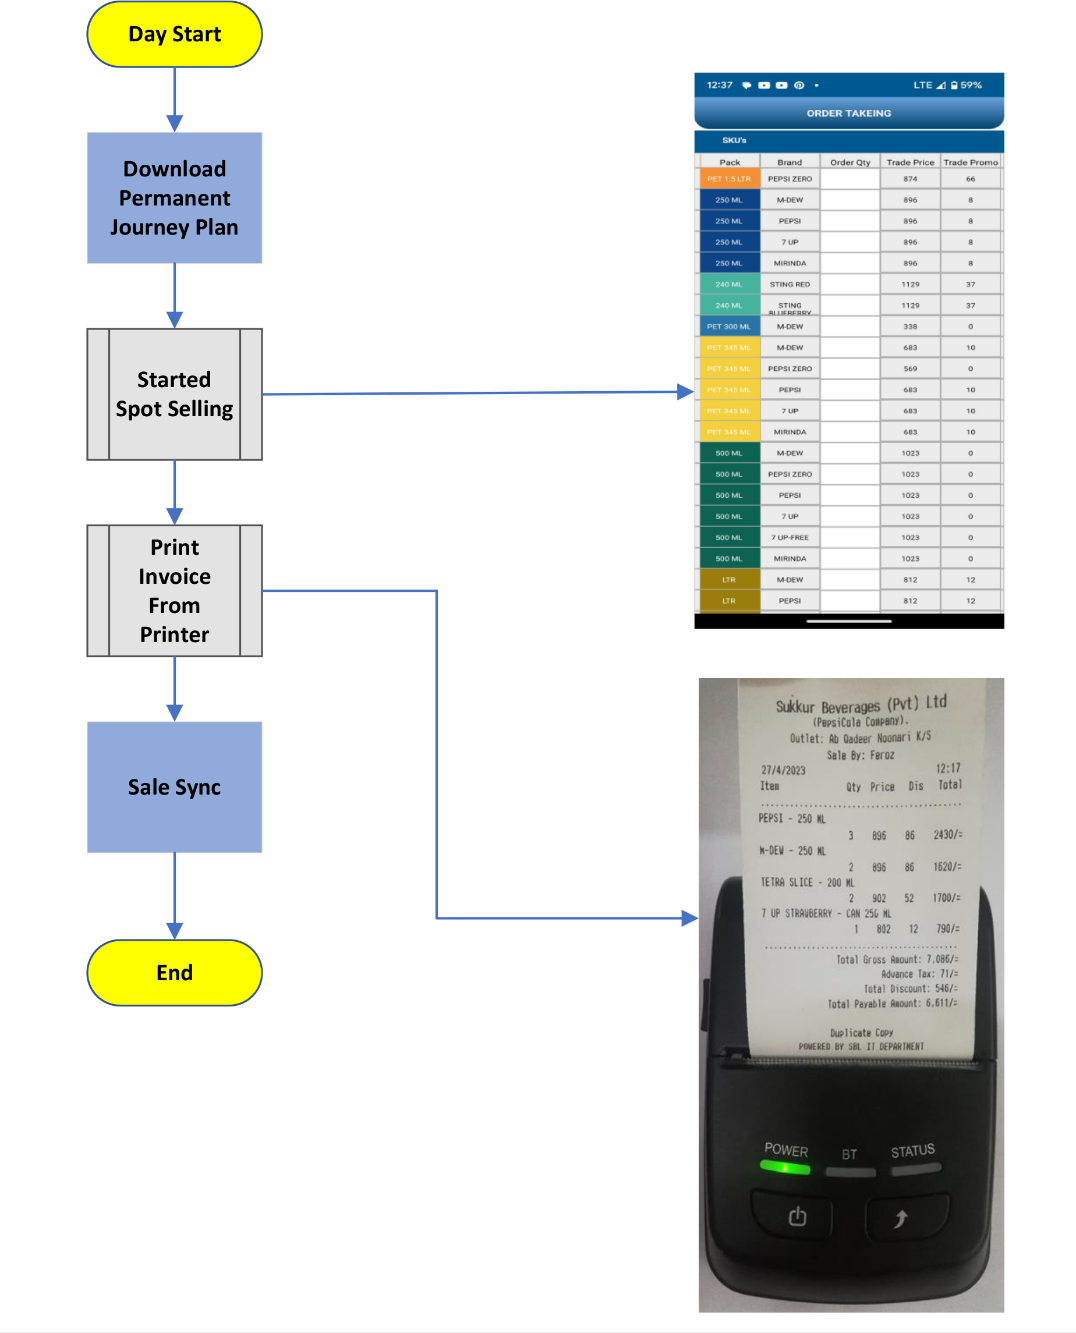 Day Start
Download
Permanent
Journey Plan
Started
Spot Selling
Print
Invoice
From
Printer
Sale Sync
End
12:37 LTE 59%
ORDER TAKEING
SKU's
Pack Brand Order Qty Trade Price Trade Promo
PET 1.5 LTR PEPSI ZERO 874 66
250 ML M-DEW 896 8
250 ML PEPSI 896 8
250 ML 7 UP 896 8
250 ML MIRINDA 896 8
240 ML STING RED 1129 37
240 ML STING BLUEBERRY 1129 37
PET 300 ML M-DEW 338 0
PET 345 ML M-DEW 683 10
PET 345 ML PEPSI ZERO 569 0
PET 345 ML PEPSI 683 10
PET 345 ML 7 UP 683 10
PET 345 ML MIRINDA 683 10
500 ML M-DEW 1023 0
500 ML PEPSI ZERO 1023 0
500 ML PEPSI 1023 0
500 ML 7 UP 1023 0
500 ML 7 UP-FREE 1023 0
500 ML MIRINDA 1023 0
LTR M-DEW 812 12
LTR PEPSI 812 12
Sukkur Beverages (Pvt) Ltd
(PepsiCola Company).
Outlet: Ab Qadeer Noonari K/S
Sale By: Feroz
27/4/2023 12:17
Item Qty Price Dis Total
PEPSI - 250 ML
3 896 86 2430/=
M-DEW - 250 ML
2 896 86 1620/=
TETRA SLICE - 200 ML
2 902 52 1700/=
7 UP STRAWBERRY - CAN 250 ML
1 802 12 790/=
Total Gross Amount: 7,086/=
Advance Tax: 71/=
Total Discount: 546/=
Total Payable Amount: 6,611/=
Duplicate Copy
POWERED BY SBL IT DEPARTMENT
POWER BT STATUS